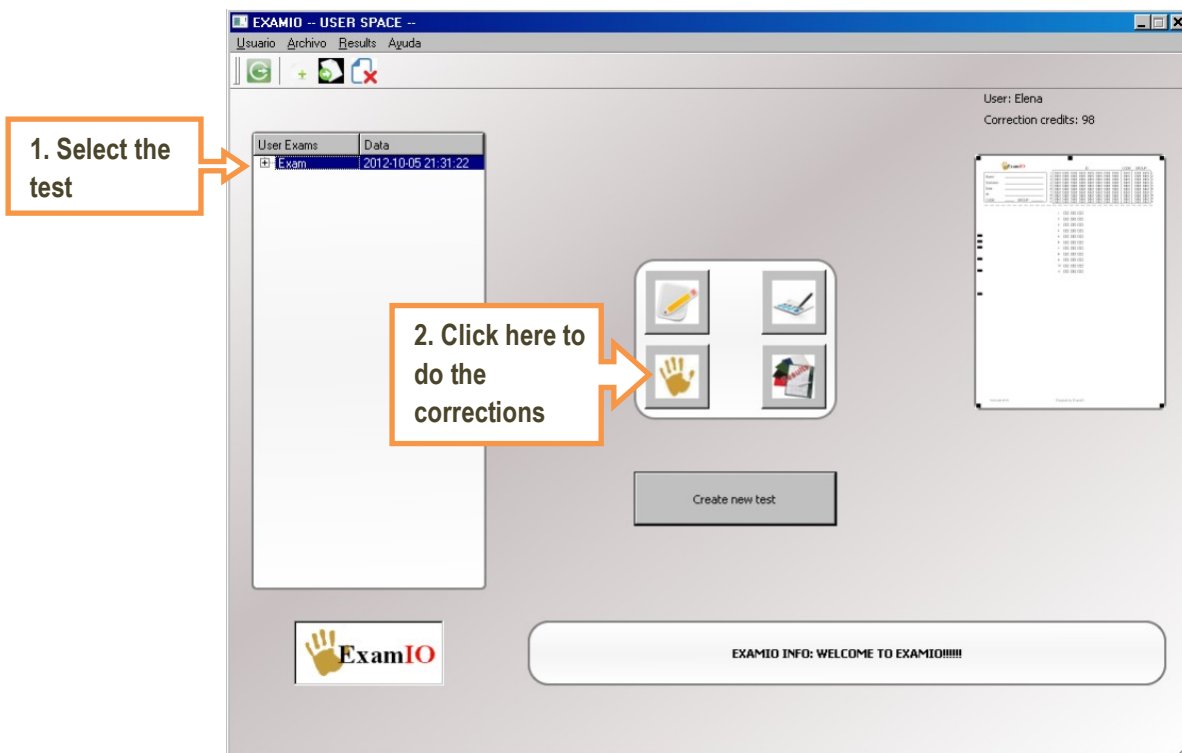 EXAMIO -- USER SPACE --
Usuario Archivo Results Ayuda
User: Elena
Correction credits: 98
1. Select the
test
User Exams Data
Exam 2012-10-05 21:31:22
ExamIO
2. Click here to
do the
corrections
Create new test
ExamIO
EXAMIO INFO: WELCOME TO EXAMIO!!!!!!